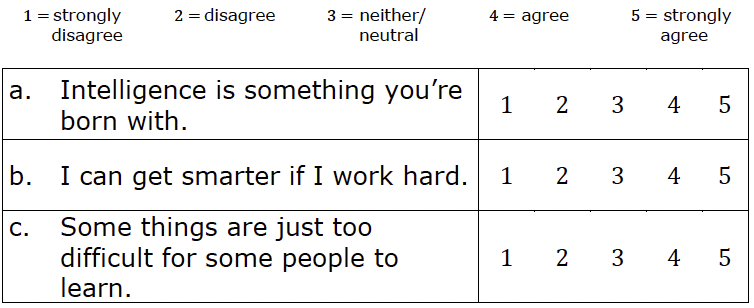 1 = strongly disagree 2 = disagree 3 = neither/ neutral 4 = agree 5 = strongly agree
a. Intelligence is something you’re
born with. 1 2 3 4 5
b. I can get smarter if I work hard. 1 2 3 4 5
c. Some things are just too
difficult for some people to
learn. 1 2 3 4 5